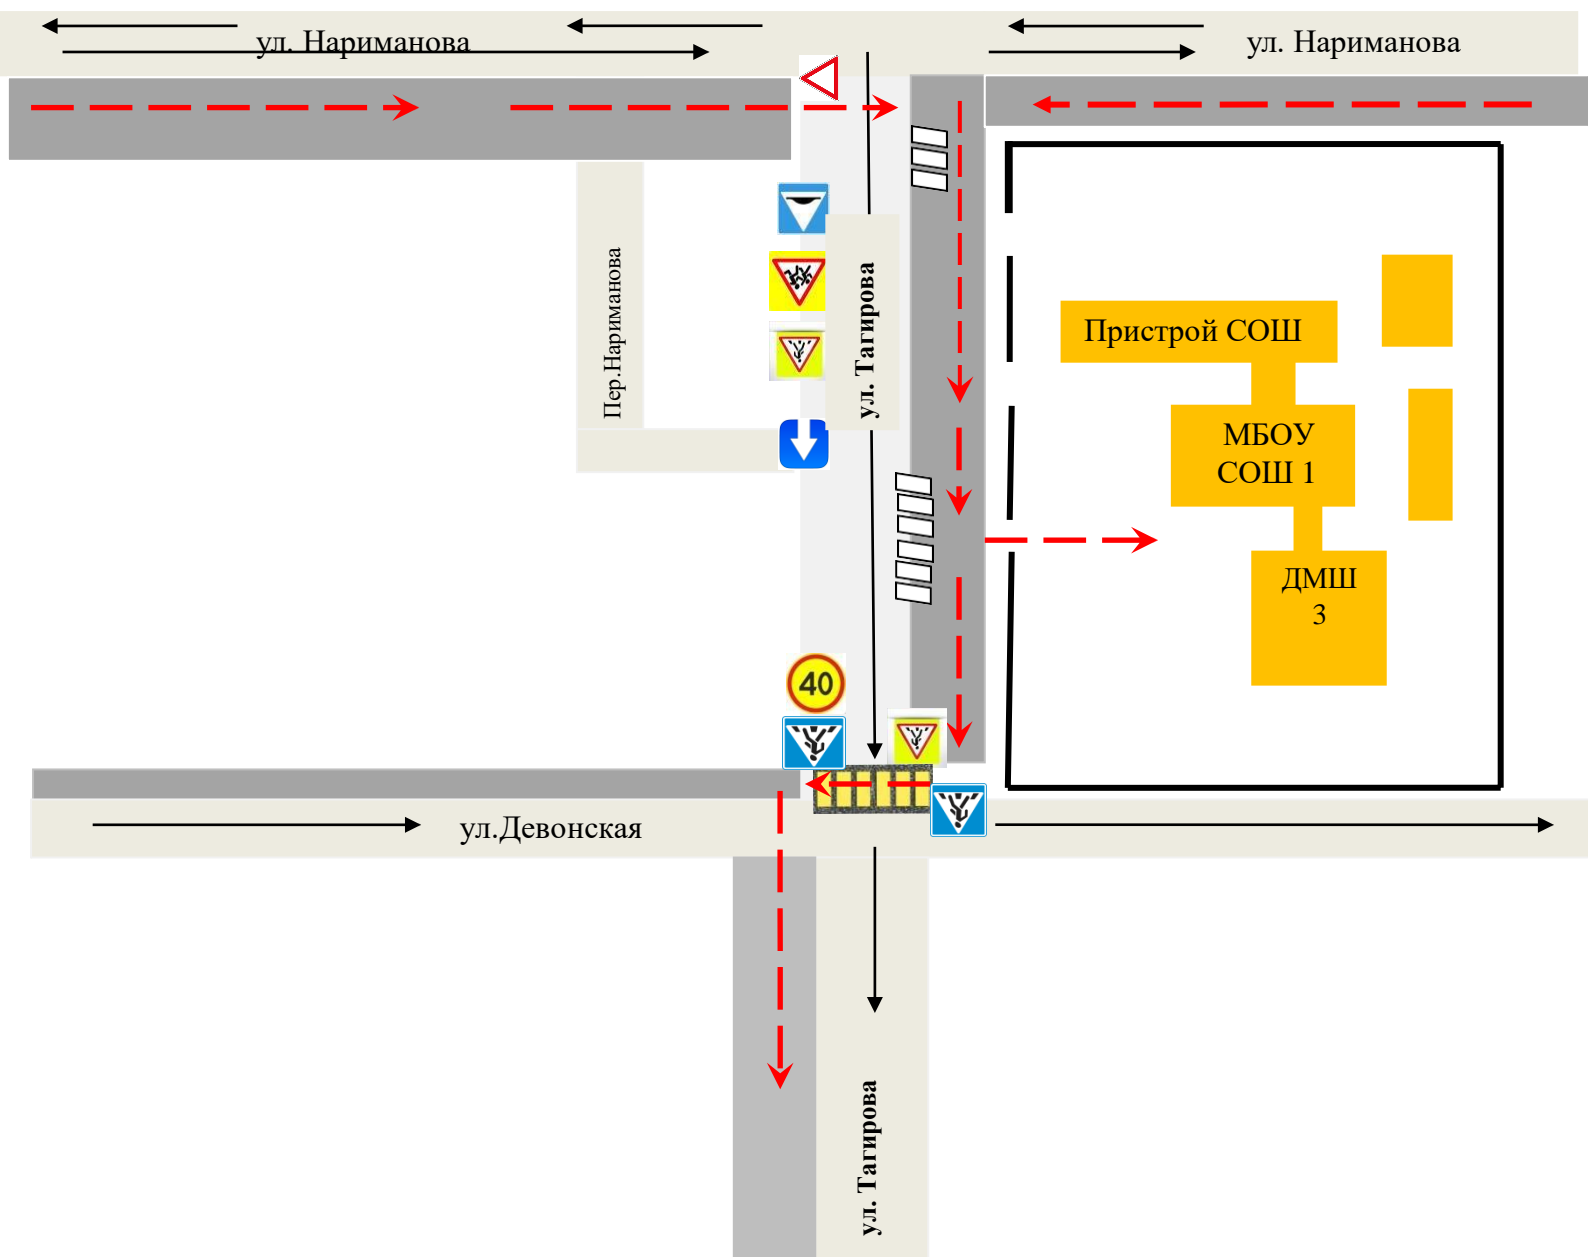 ул. Нариманова
ул. Нариманова
Пер.Нариманова
ул. Тагирова
Пристрой СОШ
МБОУ
СОШ 1
ДМШ
3
40
ул.Девонская
ул. Тагирова